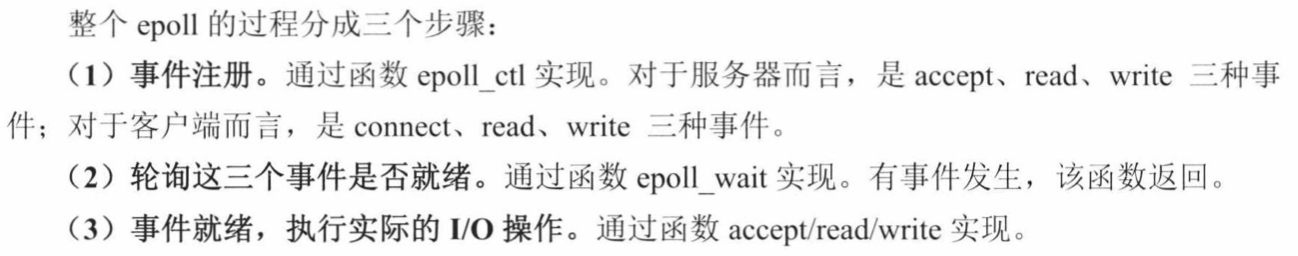 整个 epoll 的过程分成三个步骤：
（1）事件注册。通过函数 epoll_ctl 实现。对于服务器而言，是 accept、read、write 三种事
件；对于客户端而言，是 connect、read、write 三种事件。
（2）轮询这三个事件是否就绪。通过函数 epoll_wait 实现。有事件发生，该函数返回。
（3）事件就绪，执行实际的 I/O 操作。通过函数 accept/read/write 实现。